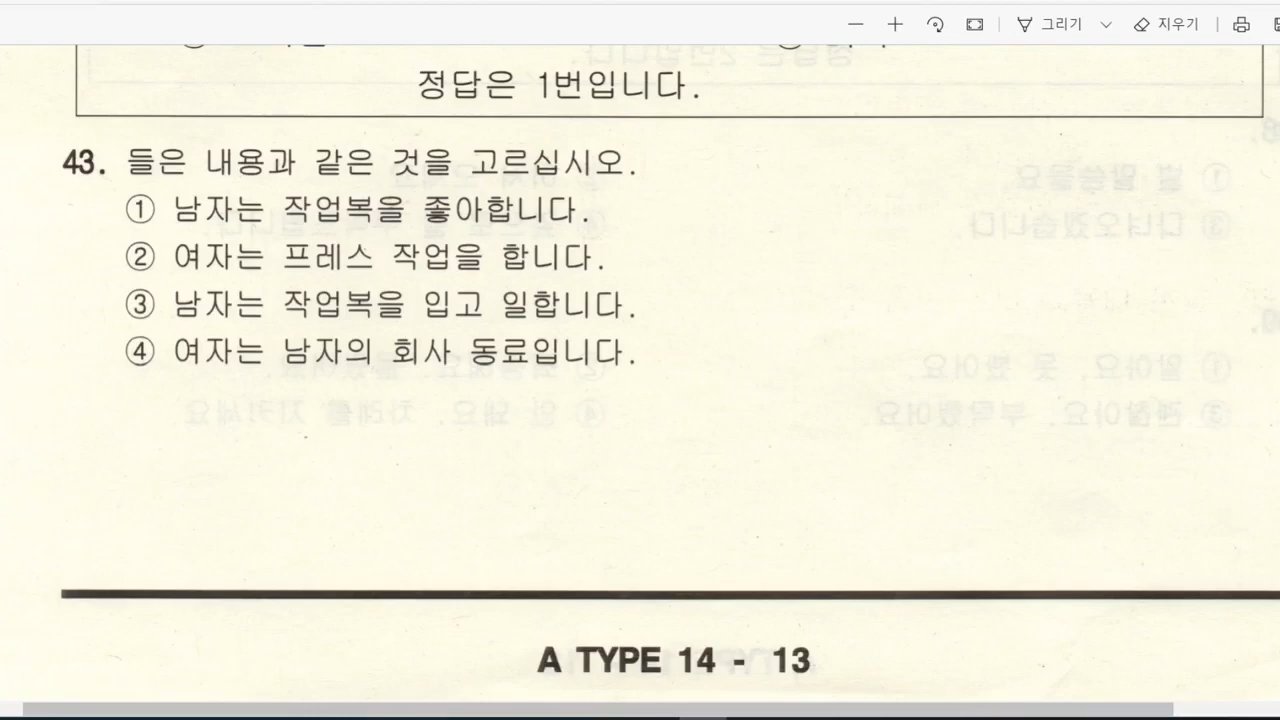 그리기
지우기
정답은 1번입니다.
43. 들은 내용과 같은 것을 고르십시오.
① 남자는 작업복을 좋아합니다.
② 여자는 프레스 작업을 합니다.
③ 남자는 작업복을 입고 일합니다.
④ 여자는 남자의 회사 동료입니다.
A TYPE 14 - 13